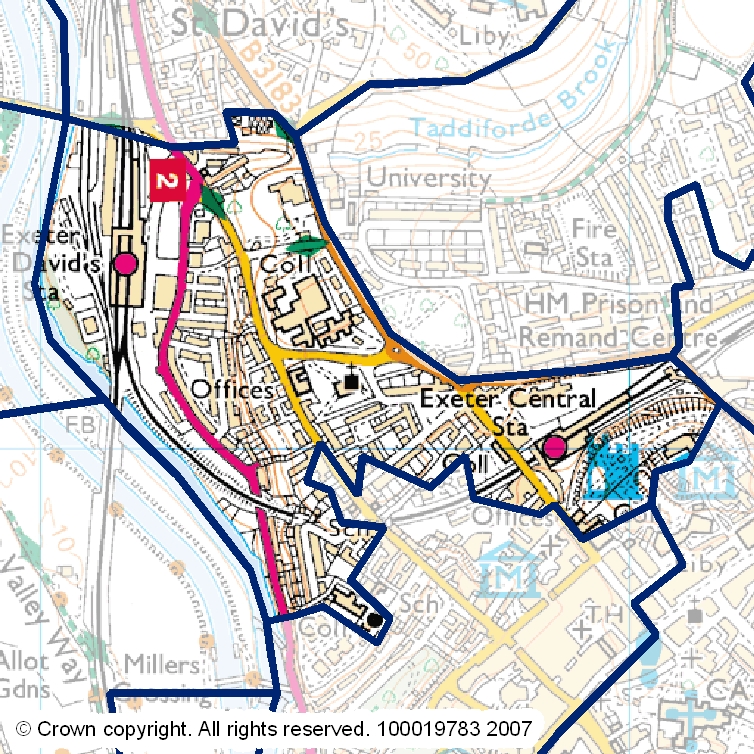 St David's
Liby
B3183
50
Taddiforde Brook
25
University
2
Exeter
David's
Sta
Coll
Fire
Sta
HM Prison and
Remand Centre
Offices
Exeter Central
Sta
FB
Coll
M
M
Offices
Sch
Liby
Sch
Coll
T.H
Valley Way
Allot
Gdns
Millers
Crossing
CA
© Crown copyright. All rights reserved. 100019783 2007